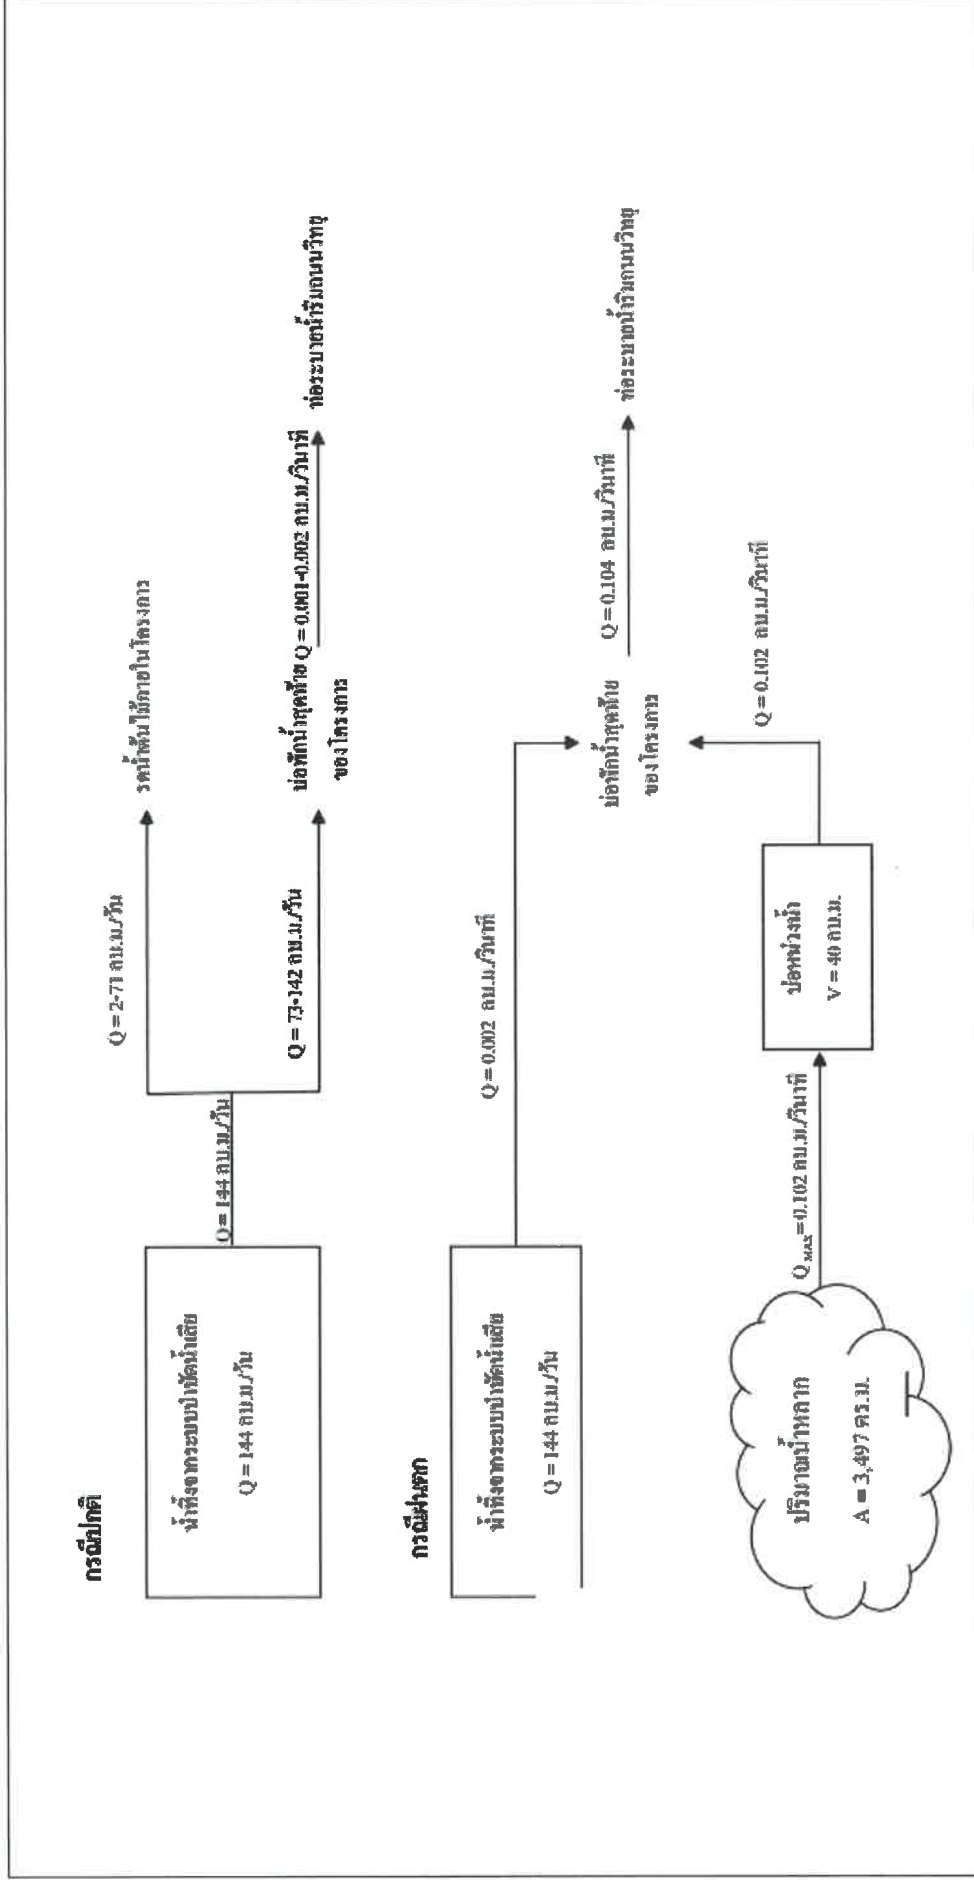 กรณีปกติ
น้ำทิ้งจากระบบบำบัดน้ำเสีย
Q = 144 ลบ.ม./วัน
Q = 144 ลบ.ม./วัน
Q = 2-71 ลบ.ม./วัน
รดน้ำต้นไม้ภายในโครงการ
Q = 73-142 ลบ.ม./วัน
บ่อพักน้ำสุดท้าย
ของโครงการ
Q = 0.001-0.002 ลบ.ม./วินาที
ท่อระบายน้ำริมถนนวิทยุ
กรณีฝนตก
น้ำทิ้งจากระบบบำบัดน้ำเสีย
Q = 144 ลบ.ม./วัน
Q = 0.002 ลบ.ม./วินาที
บ่อพักน้ำสุดท้าย
ของโครงการ
Q = 0.104 ลบ.ม./วินาที
ท่อระบายน้ำริมถนนวิทยุ
ปริมาณน้ำหลาก
A = 3,497 ตร.ม.
Q MAX = 0.102 ลบ.ม./วินาที
บ่อหน่วงน้ำ
V = 40 ลบ.ม.
Q = 0.102 ลบ.ม./วินาที